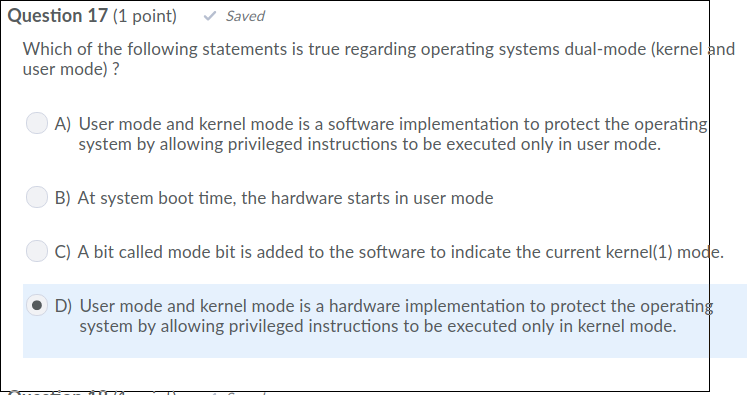 Question 17 (1 point) ✓ Saved
Which of the following statements is true regarding operating systems dual-mode (kernel and
user mode) ?
A) User mode and kernel mode is a software implementation to protect the operating
system by allowing privileged instructions to be executed only in user mode.
B) At system boot time, the hardware starts in user mode
C) A bit called mode bit is added to the software to indicate the current kernel(1) mode.
D) User mode and kernel mode is a hardware implementation to protect the operating
system by allowing privileged instructions to be executed only in kernel mode.